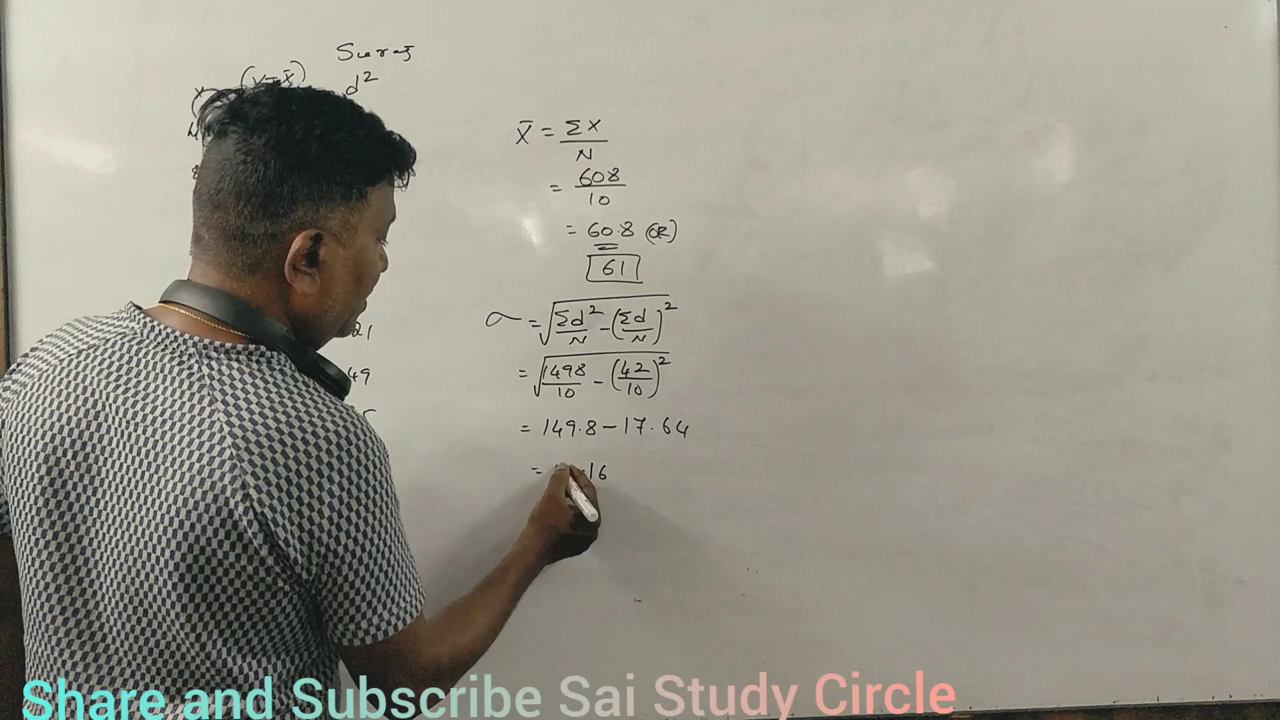 Suraj
x (x-x̄) d²
X̄ = ΣX/N
= 608/10
= 60.8 (OR)
61
σ = √(Σd²/N - (Σd/N)²)
= √(1498/10 - (42/10)²)
= 149.8 - 17.64
21
49
= .16
Share and Subscribe Sai Study Circle